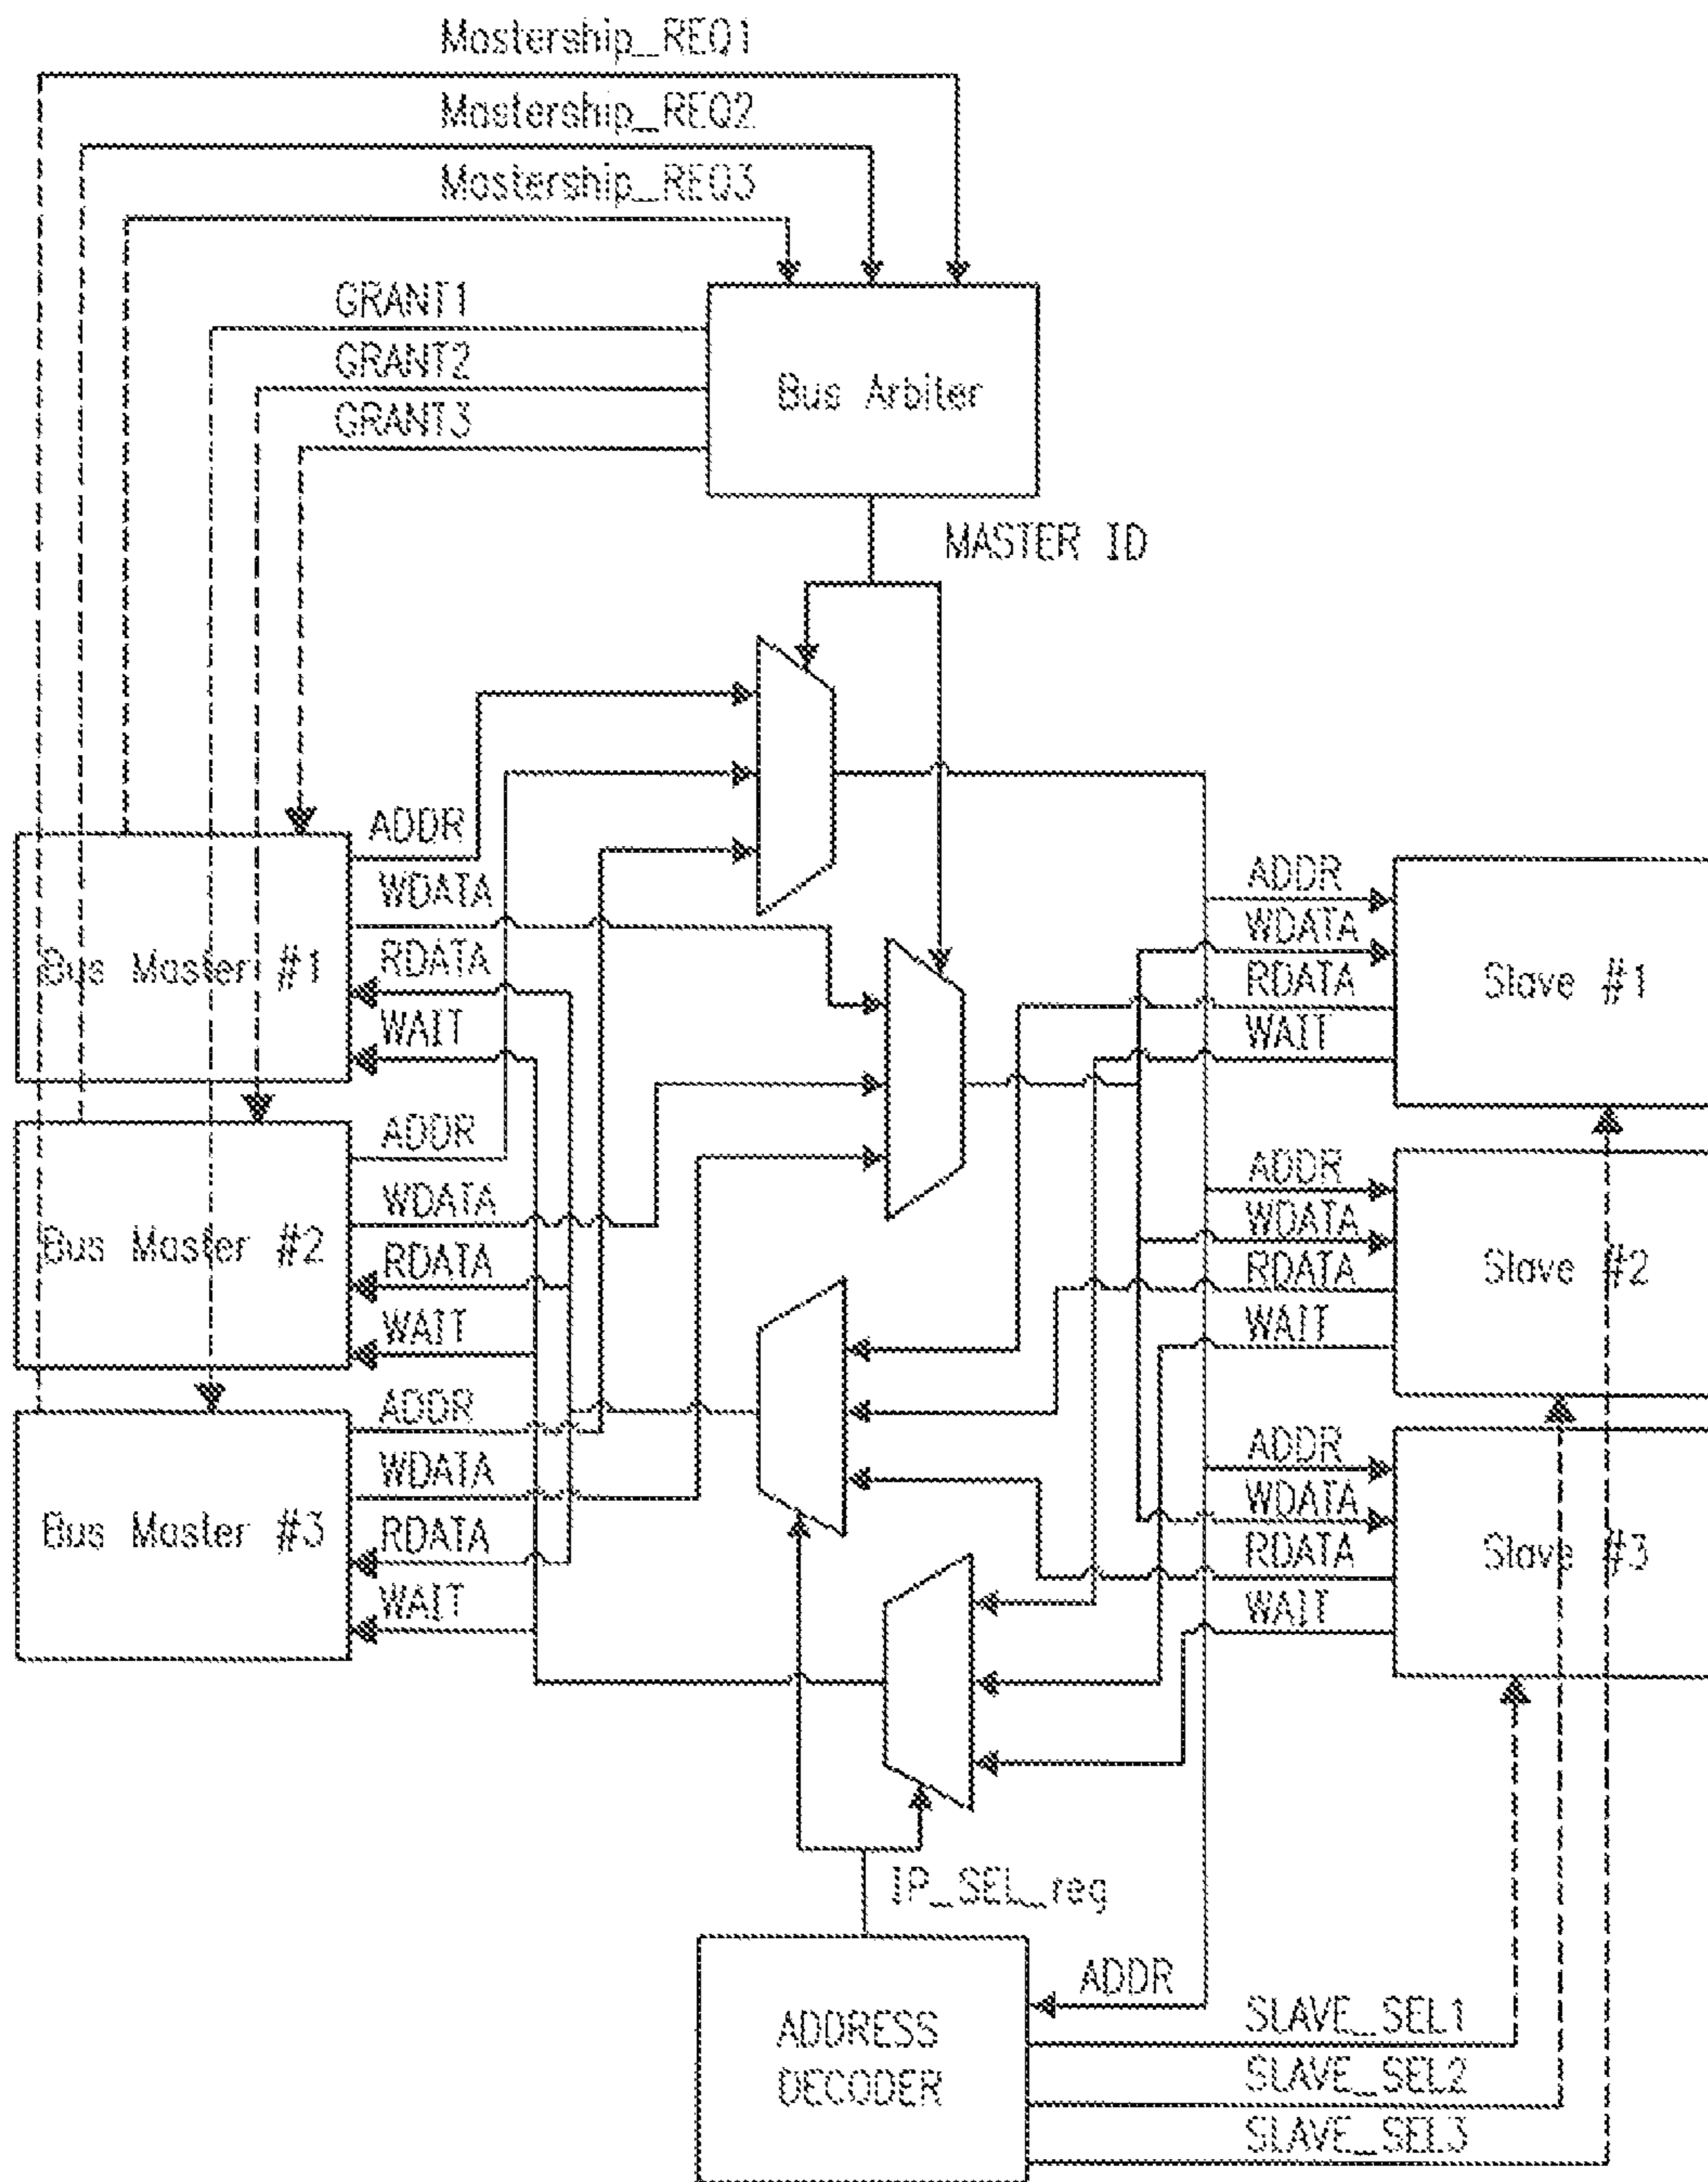 Mastership_REQ1
Mastership_REQ2
Mastership_REQ3
GRANT1
GRANT2
GRANT3
Bus Arbiter
MASTER ID
ADDR
WDATA
RDATA
WAIT
Bus Master #1
ADDR
WDATA
RDATA
WAIT
Bus Master #2
ADDR
WDATA
RDATA
WAIT
Bus Master #3
ADDR
WDATA
RDATA
WAIT
Slave #1
ADDR
WDATA
RDATA
WAIT
Slave #2
ADDR
WDATA
RDATA
WAIT
Slave #3
IP_SEL_reg
ADDR
ADDRESS
DECODER
SLAVE_SEL1
SLAVE_SEL2
SLAVE_SEL3